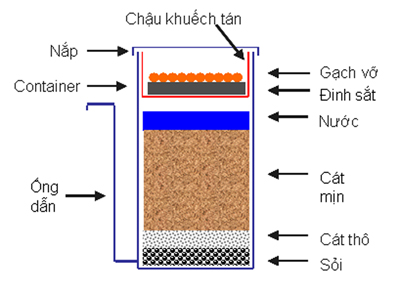 Chậu khuếch tán
Nắp
Container
Gạch vỡ
Đinh sắt
Nước
Ống
dẫn
Cát
mịn
Cát thô
Sỏi